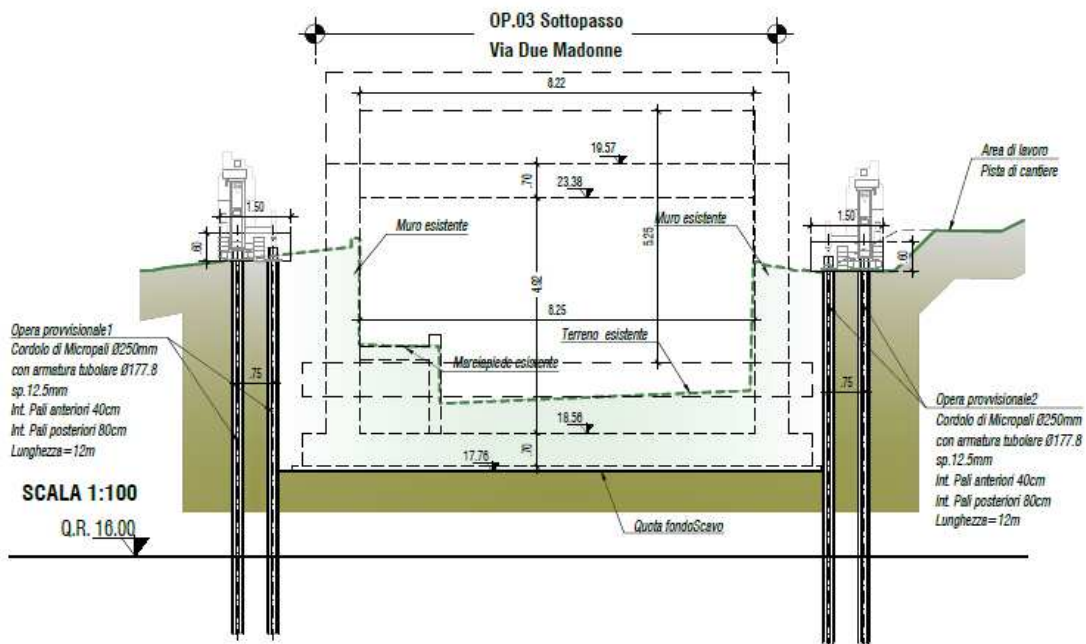 OP.03 Sottopasso
Via Due Madonne
8.22
19.57
.70
23.38
5.25
4.92
8.25
Muro esistente
Muro esistente
Area di lavoro
Pista di cantiere
1.50
.60
1.50
.60
Terreno esistente
Marciapiede esistente
Opera provvisionale1
Cordolo di Micropali Ø250mm
con armatura tubolare Ø177.8
sp.12.5mm
Int. Pali anteriori 40cm
Int. Pali posteriori 80cm
Lunghezza=12m
.75
.75
Opera provvisionale2
Cordolo di Micropali Ø250mm
con armatura tubolare Ø177.8
sp.12.5mm
Int. Pali anteriori 40cm
Int. Pali posteriori 80cm
Lunghezza=12m
18.56
.70
17.76
Quota fondoScavo
SCALA 1:100
Q.R. 16.00